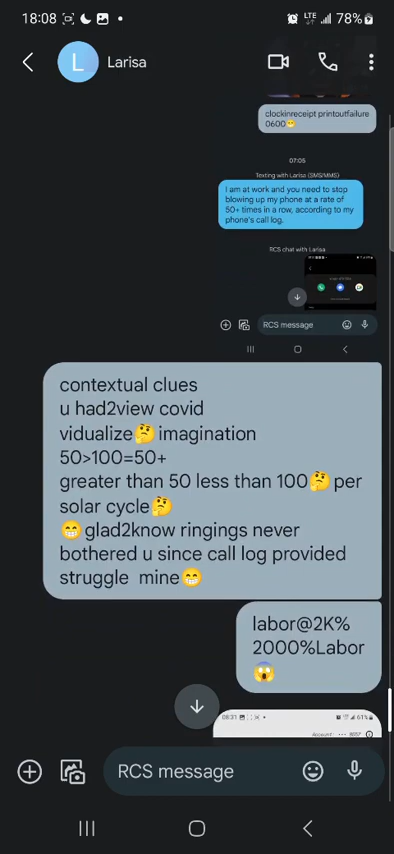 18:08
LTE
78%
L
Larisa
clockinreceipt printoutfailure
0600😁
07:05
Texting with Larisa (SMS/MMS)
I am at work and you need to stop
blowing up my phone at a rate of
50+ times in a row, according to my
phone's call log.
RCS chat with Larisa
RCS message
contextual clues
u had2view covid
vidualize🤔imagination
50>100=50+
greater than 50 less than 100🤔per
solar cycle🤔
😁glad2know ringings never
bothered u since call log provided
struggle mine😁
labor@2K%
2000%Labor
😱
08:31
61%
Account
RCS message